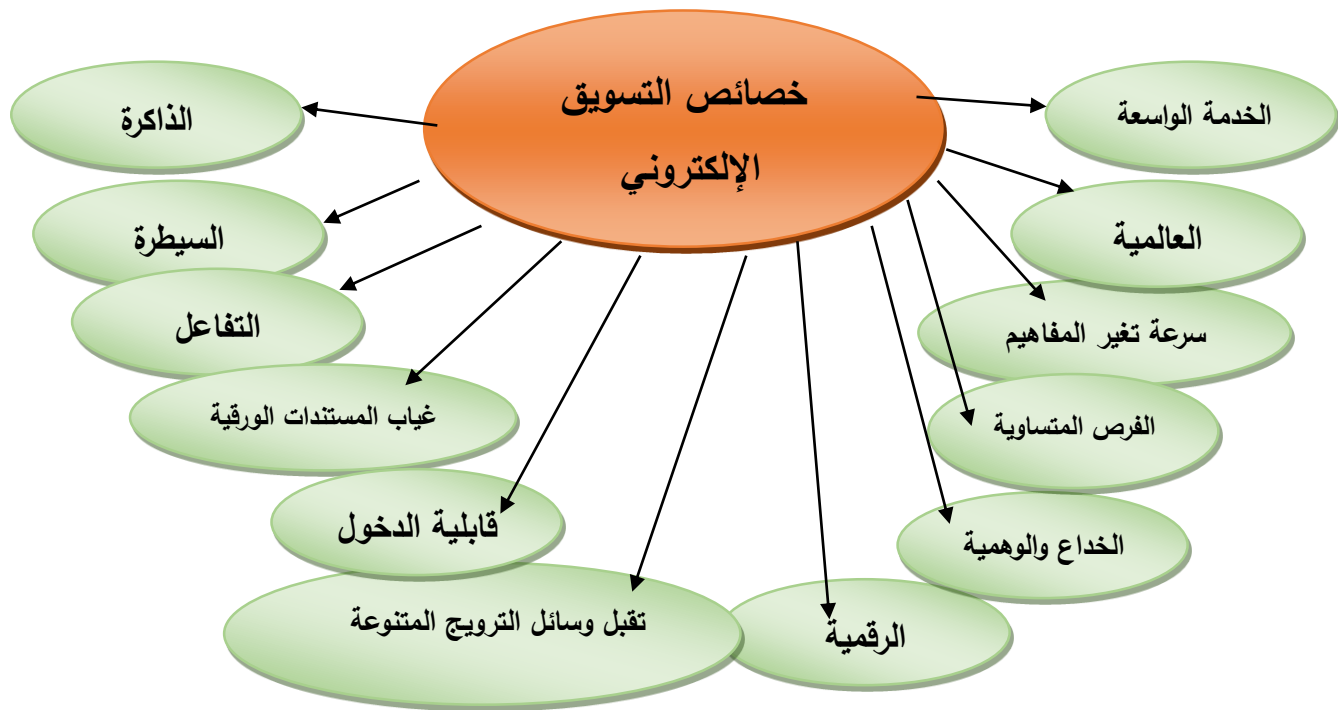 خصائص التسويق
الإلكتروني
الخدمة الواسعة
العالمية
سرعة تغير المفاهيم
الفرص المتساوية
الخداع والوهمية
الرقمية
تقبل وسائل الترويج المتنوعة
قابلية الدخول
غياب المستندات الورقية
التفاعل
السيطرة
الذاكرة